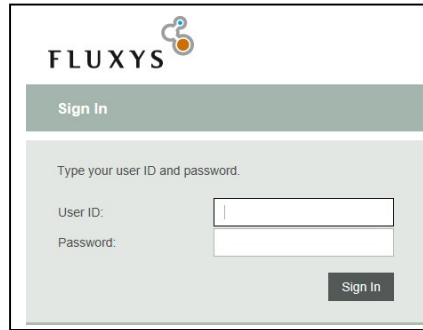 FLUXYS
Sign In
Type your user ID and password.
User ID:
Password:
Sign In